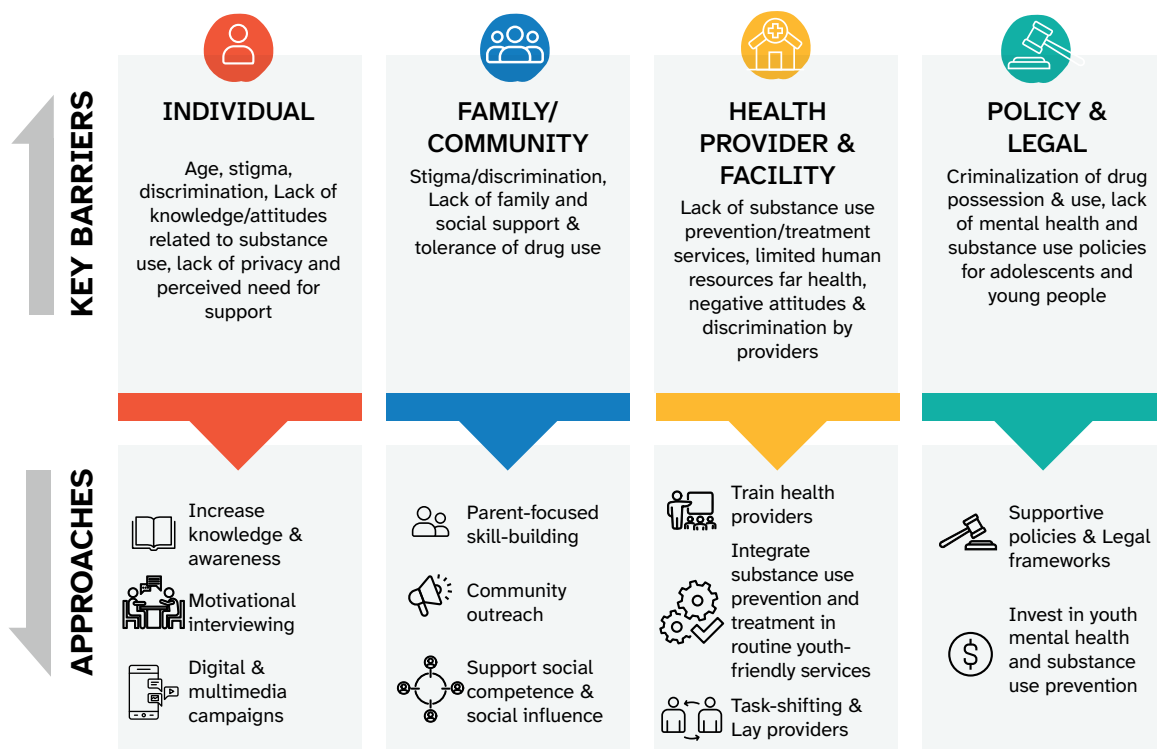 KEY BARRIERS
INDIVIDUAL
Age, stigma,
discrimination, Lack of
knowledge/attitudes
related to substance
use, lack of privacy and
perceived need for
support
FAMILY/
COMMUNITY
Stigma/discrimination,
Lack of family and
social support &
tolerance of drug use
HEALTH
PROVIDER &
FACILITY
Lack of substance use
prevention/treatment
services, limited human
resources far health,
negative attitudes &
discrimination by
providers
POLICY &
LEGAL
Criminalization of drug
possession & use, lack
of mental health and
substance use policies
for adolescents and
young people
APPROACHES
Increase
knowledge &
awareness
Motivational
interviewing
Digital &
multimedia
campaigns
Parent-focused
skill-building
Community
outreach
Support social
competence &
social influence
Train health
providers
Integrate
substance use
prevention and
treatment in
routine youth-
friendly services
Task-shifting &
Lay providers
Supportive
policies & Legal
frameworks
Invest in youth
mental health
and substance
use prevention